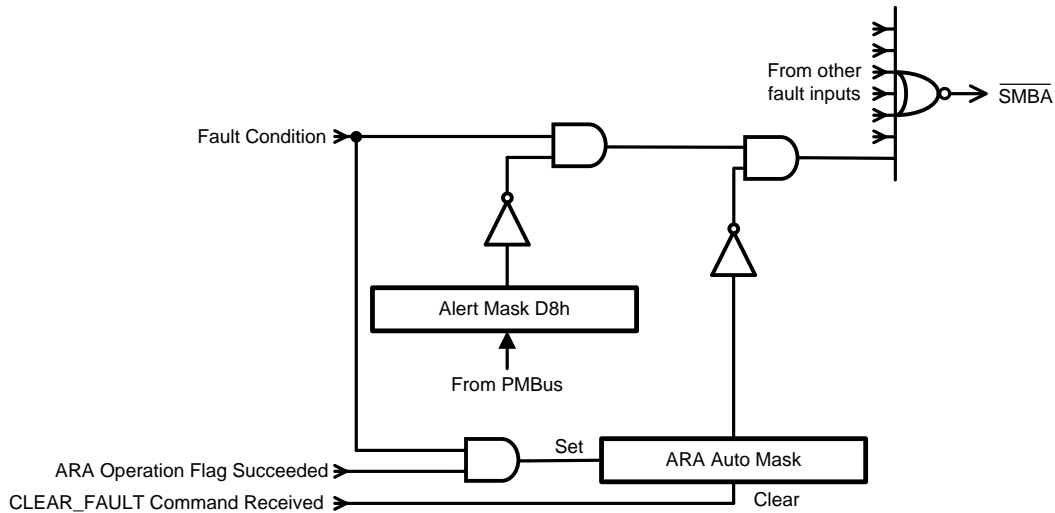 From other
fault inputs
SMBA
Fault Condition
Alert Mask D8h
From PMBus
Set
ARA Auto Mask
ARA Operation Flag Succeeded
CLEAR_FAULT Command Received
Clear